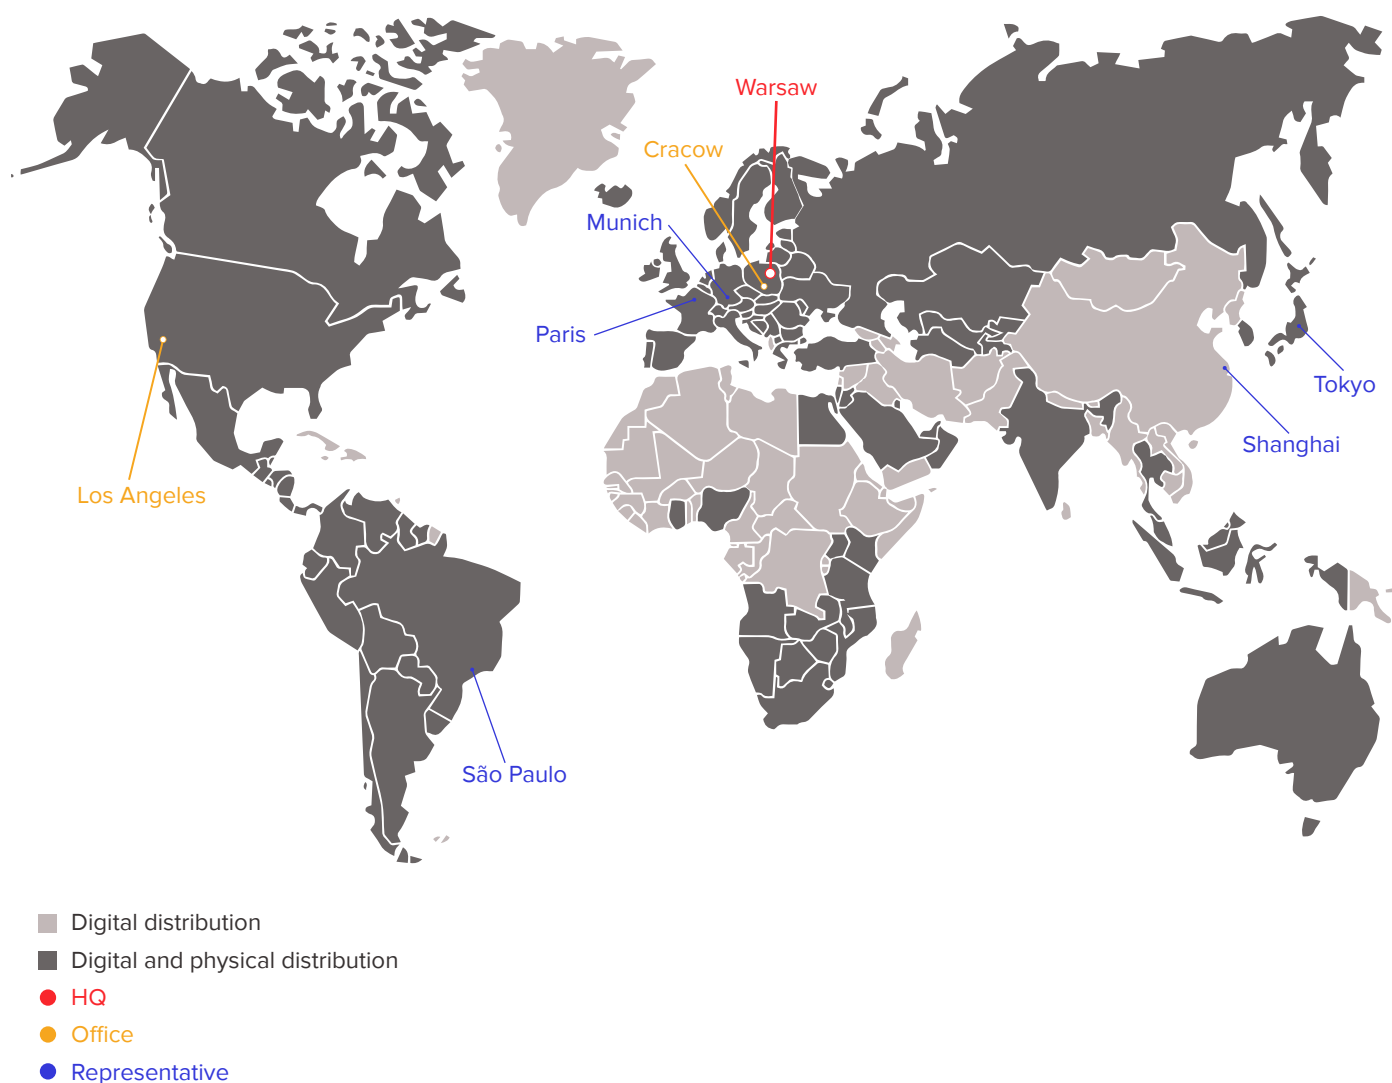 Warsaw
Cracow
Munich
Paris
Tokyo
Shanghai
Los Angeles
São Paulo
Digital distribution
Digital and physical distribution
HQ
Office
Representative